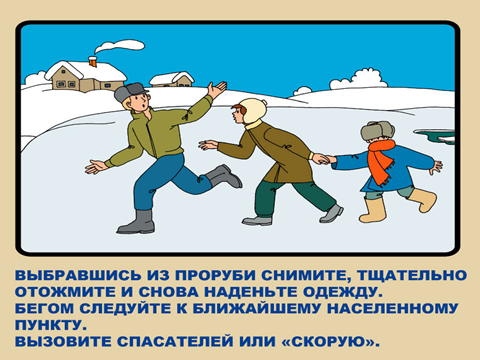 ВЫБРАВШИСЬ ИЗ ПРОРУБИ СНИМИТЕ, ТЩАТЕЛЬНО
ОТОЖМИТЕ И СНОВА НАДЕНЬТЕ ОДЕЖДУ.
БЕГОМ СЛЕДУЙТЕ К БЛИЖАЙШЕМУ НАСЕЛЕННОМУ
ПУНКТУ.
ВЫЗОВИТЕ СПАСАТЕЛЕЙ ИЛИ «СКОРУЮ».